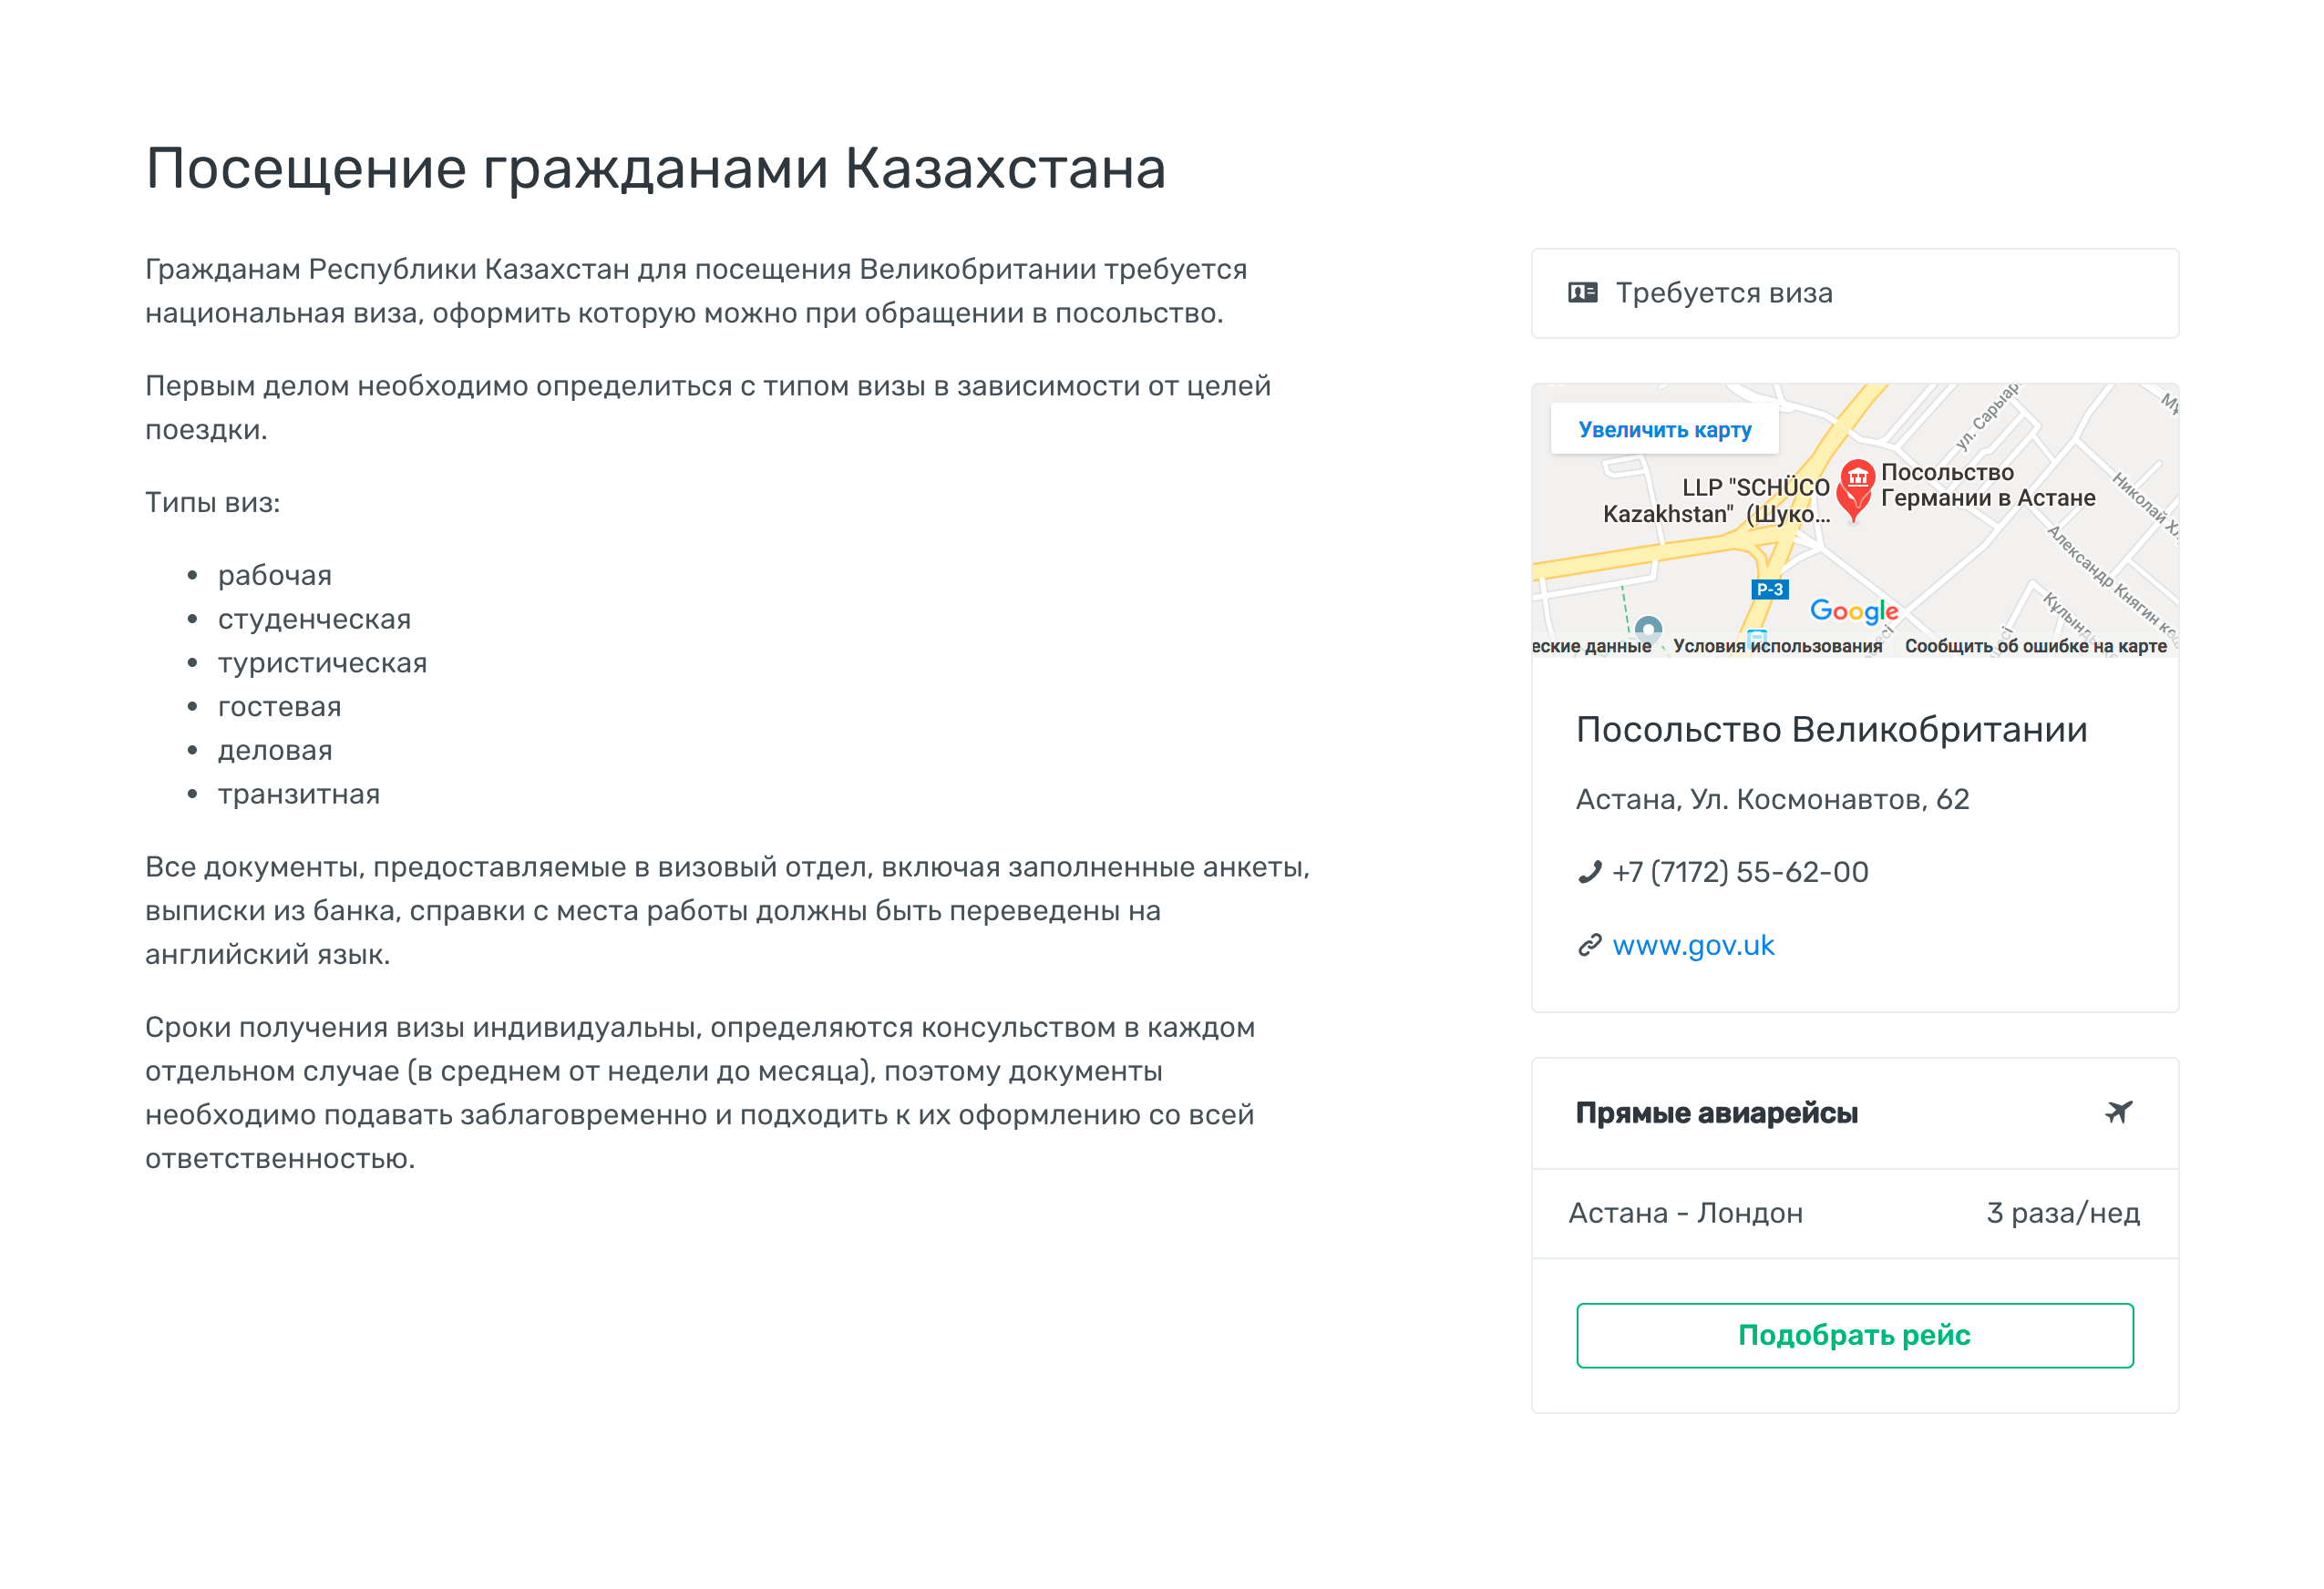 Посещение гражданами Казахстана
Гражданам Республики Казахстан для посещения Великобритании требуется
национальная виза, оформить которую можно при обращении в посольство.
Первым делом необходимо определиться с типом визы в зависимости от целей
поездки.
Типы виз:
• рабочая
• студенческая
• туристическая
• гостевая
• деловая
• транзитная
Все документы, предоставляемые в визовый отдел, включая заполненные анкеты,
выписки из банка, справки с места работы должны быть переведены на
английский язык.
Сроки получения визы индивидуальны, определяются консульством в каждом
отдельном случае (в среднем от недели до месяца), поэтому документы
необходимо подавать заблаговременно и подходить к их оформлению со всей
ответственностью.
Требуется виза
Увеличить карту
ул. Сарыар
Посольство
Германии в Астане
LLP "SCHÜCO
Kazakhstan" (Шуко...
Николай Хл
Александр Княгин кө
Құлынд
P-3
Google
еские данные
Условия использования
Сообщить об ошибке на карте
Посольство Великобритании
Астана, Ул. Космонавтов, 62
+7 (7172) 55-62-00
www.gov.uk
Прямые авиарейсы
Астана - Лондон 3 раза/нед
Подобрать рейс